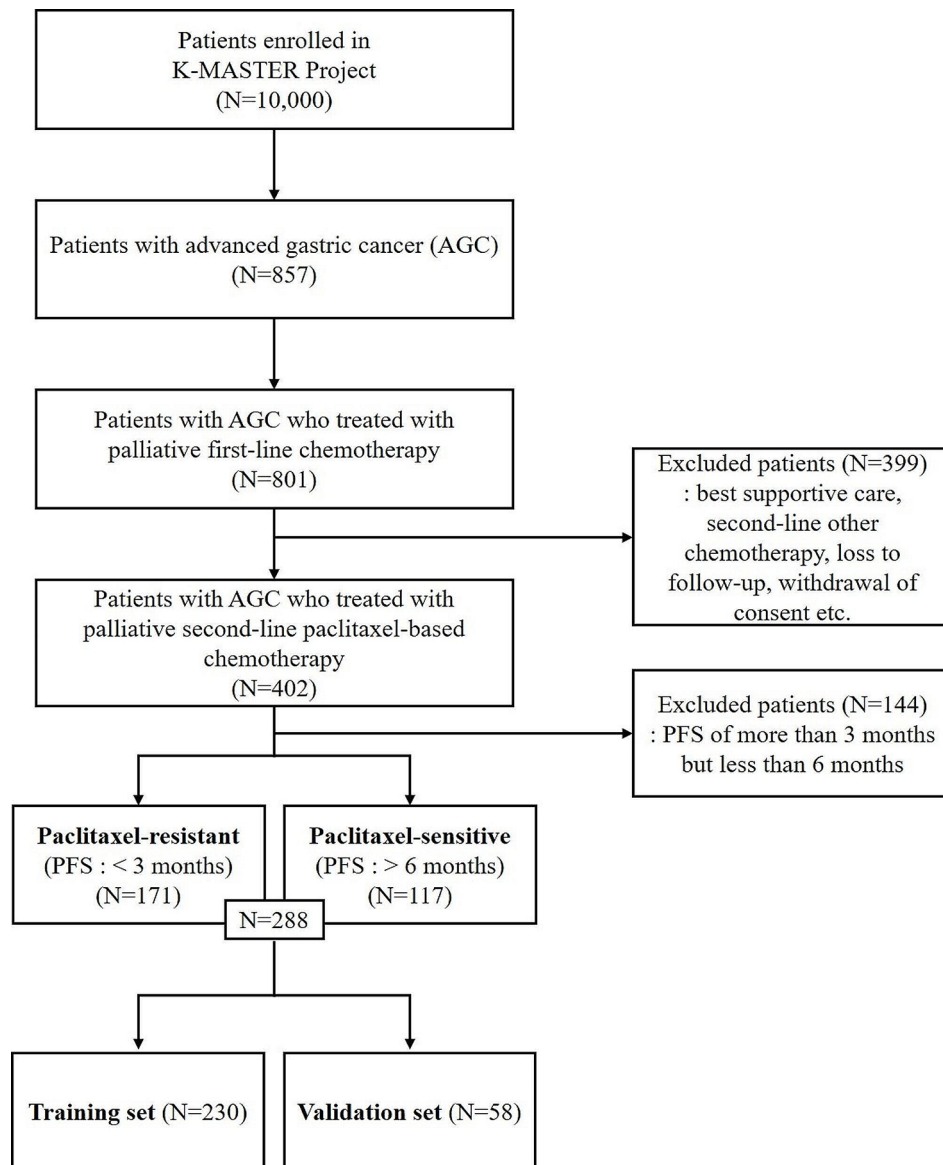 Patients enrolled in
K-MASTER Project
(N=10,000)
Patients with advanced gastric cancer (AGC)
(N=857)
Patients with AGC who treated with
palliative first-line chemotherapy
(N=801)
Excluded patients (N=399)
: best supportive care,
second-line other
chemotherapy, loss to
follow-up, withdrawal of
consent etc.
Patients with AGC who treated with
palliative second-line paclitaxel-based
chemotherapy
(N=402)
Excluded patients (N=144)
: PFS of more than 3 months
but less than 6 months
Paclitaxel-resistant
(PFS : < 3 months)
(N=171)
Paclitaxel-sensitive
(PFS : > 6 months)
(N=117)
N=288
Training set (N=230)
Validation set (N=58)